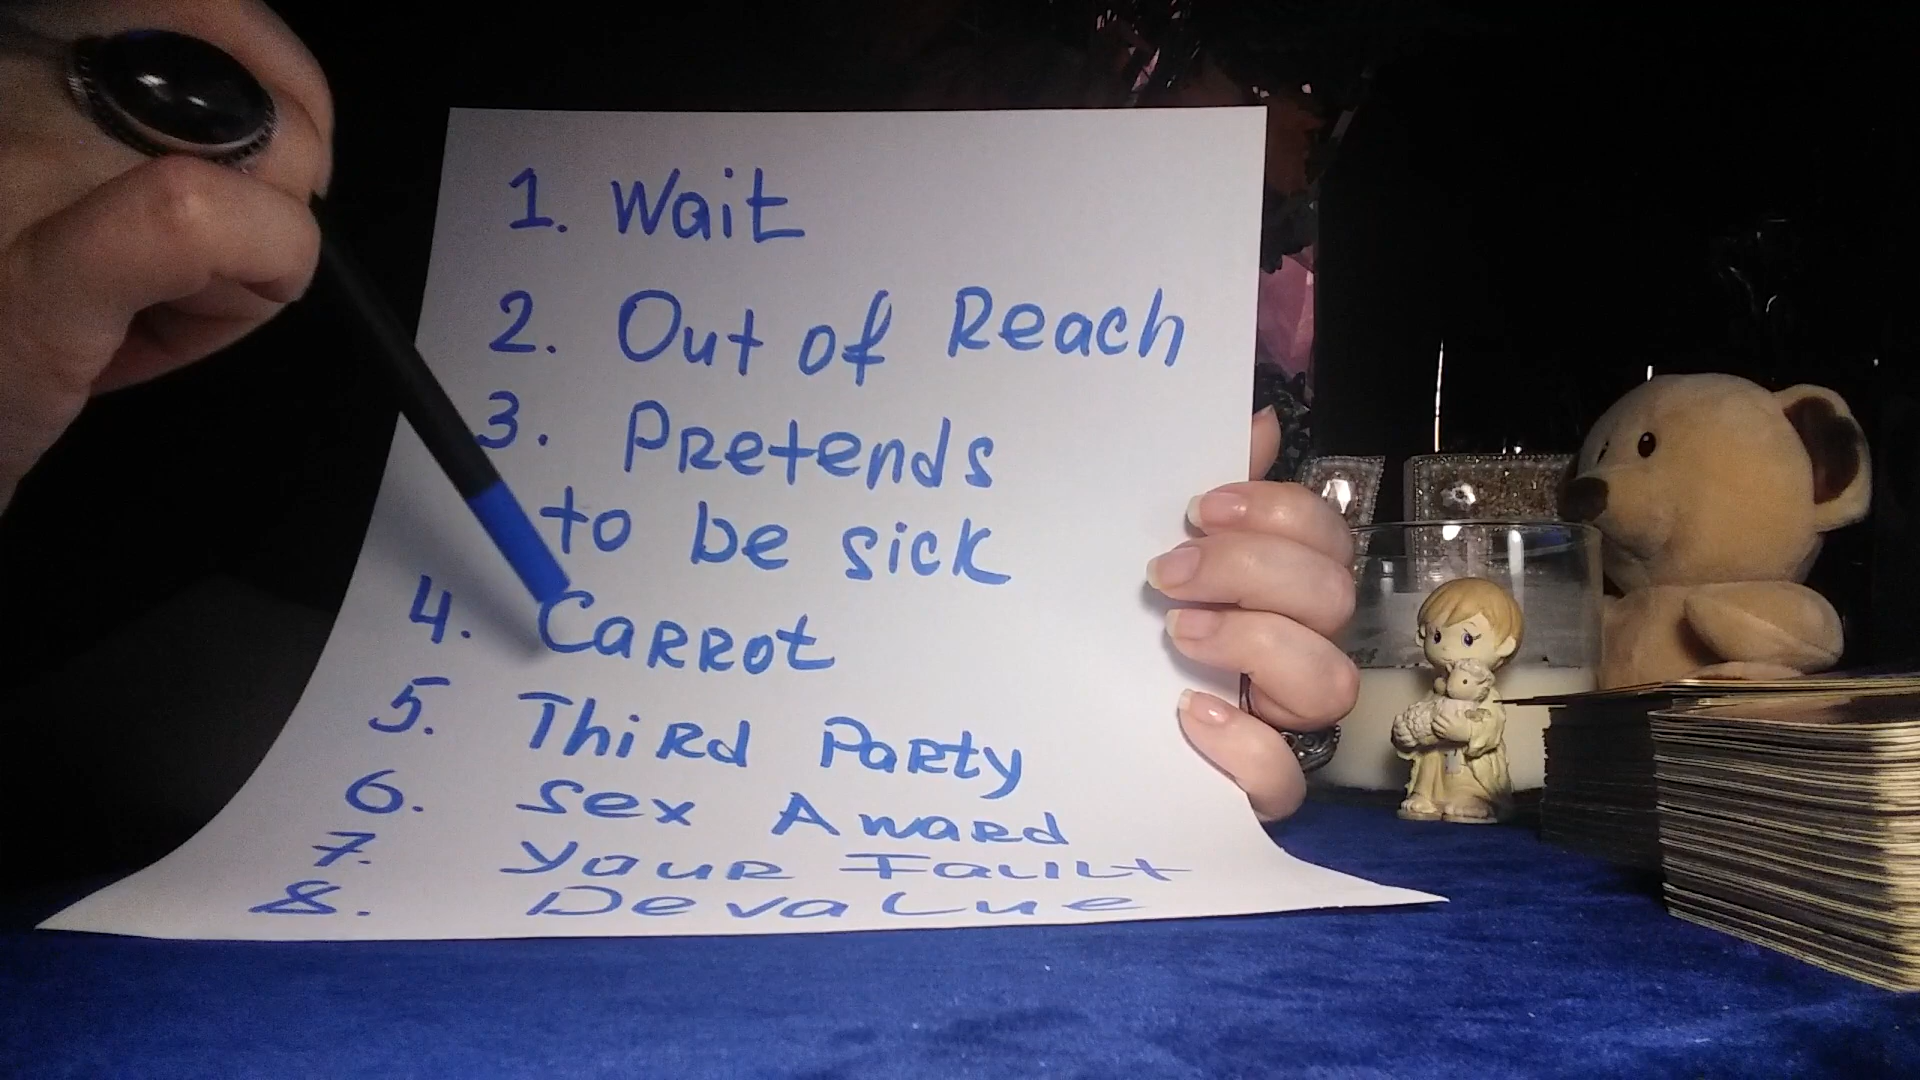 1. Wait
2. Out of Reach
3. Pretends
to be sick
4. Carrot
5. Third Party
6. Sex Award
7. Your Fault
8. Devalue